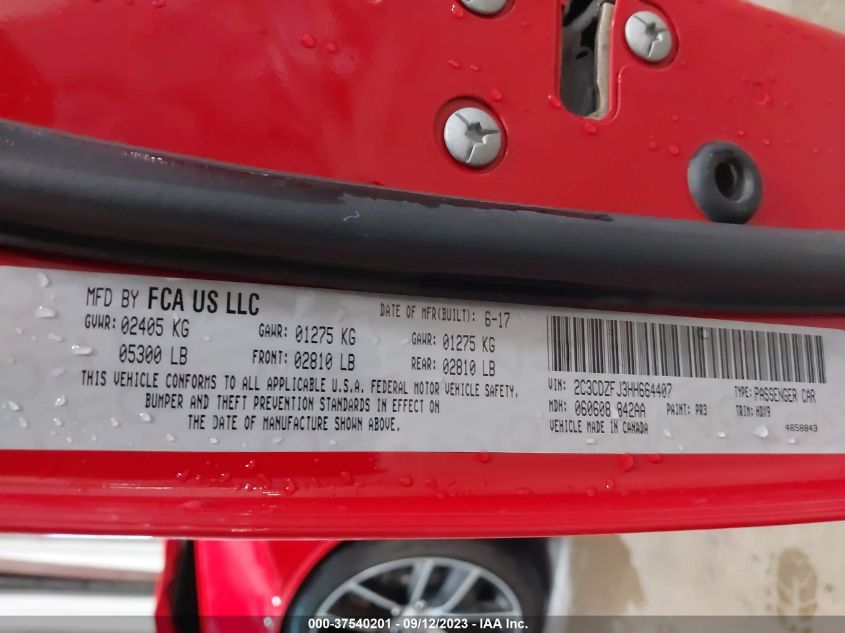 MFD BY FCA US LLC
DATE OF MFR(BUILT): 6-17
GVWR: 02405 KG
GAWR: 01275 KG
GAWR: 01275 KG
05300 LB
FRONT: 02810 LB
REAR: 02810 LB
THIS VEHICLE CONFORMS TO ALL APPLICABLE U.S.A. FEDERAL MOTOR VEHICLE SAFETY,
BUMPER AND THEFT PREVENTION STANDARDS IN EFFECT ON
THE DATE OF MANUFACTURE SHOWN ABOVE.
VIN: 2C3CDZFJ3HH664407
TYPE: PASSENGER CAR
MDH: 060608 842AA
PAINT: PR3
TRIM: HDM9
VEHICLE MADE IN CANADA
4658843
000-37540201 - 09/12/2023 - IAA Inc.